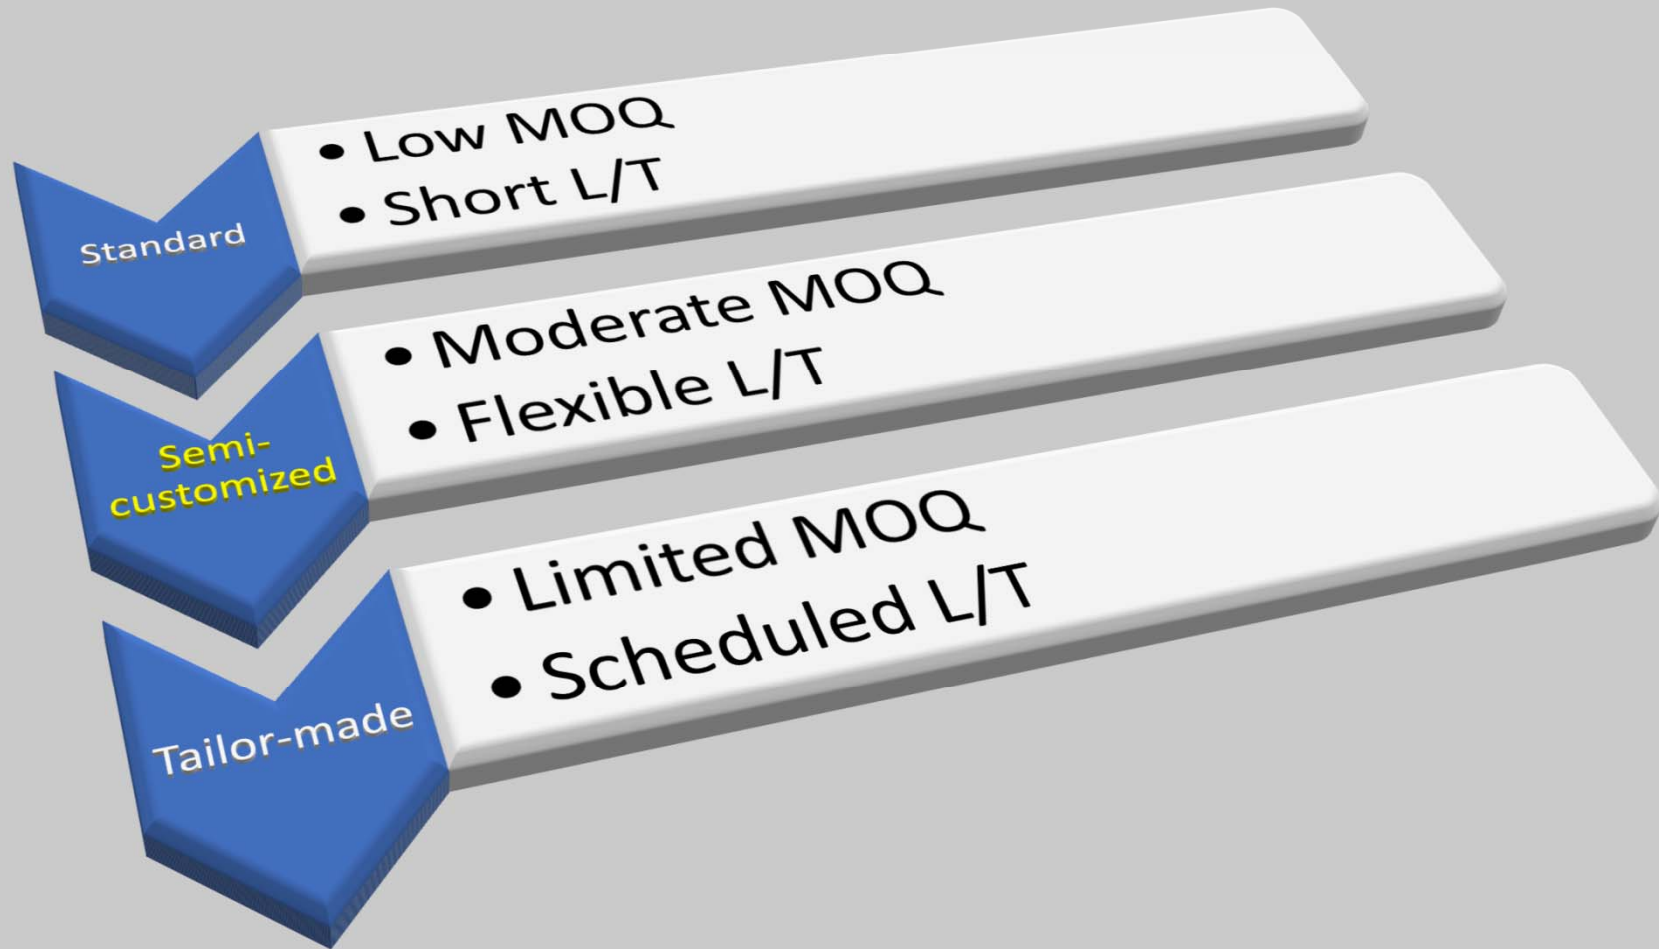 Standard
• Low MOQ
• Short L/T
Semi-
customized
• Moderate MOQ
• Flexible L/T
Tailor-made
• Limited MOQ
• Scheduled L/T